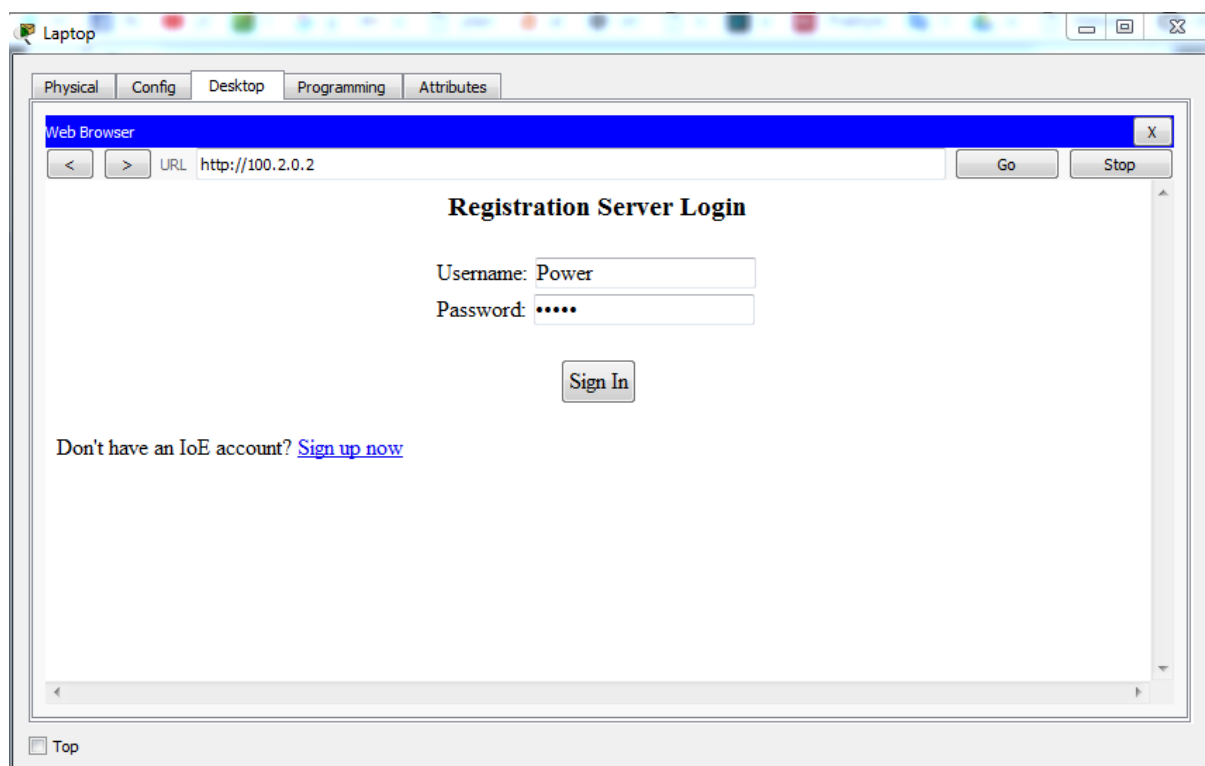 Laptop
Physical Config Desktop Programming Attributes
Web Browser X
< > URL http://100.2.0.2 Go Stop
Registration Server Login
Username: Power
Password: •••••
Sign In
Don't have an IoE account? Sign up now
Top